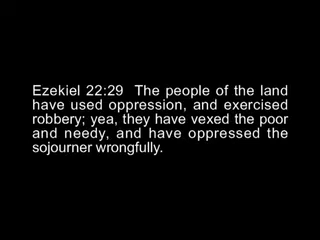 Ezekiel 22:29  The people of the land
have used oppression, and exercised
robbery; yea, they have vexed the poor
and needy, and have oppressed the
sojourner wrongfully.